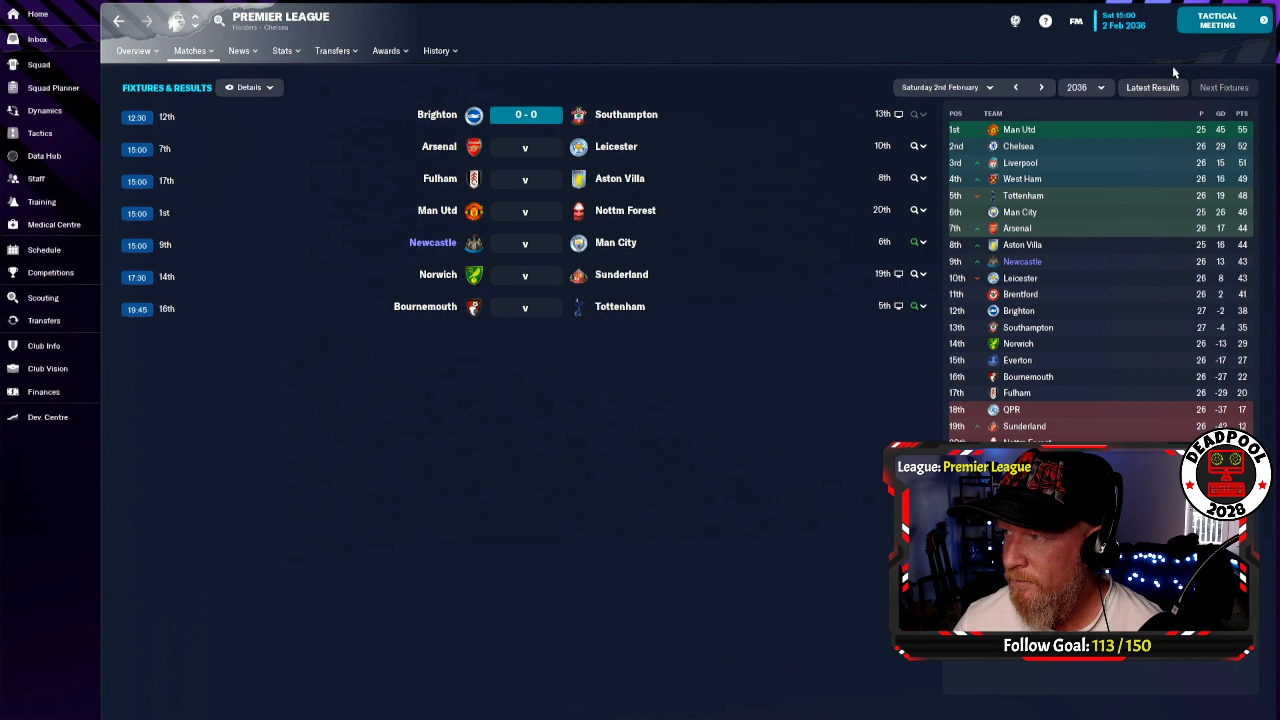 Home
Inbox
Squad
Squad Planner
Dynamics
Tactics
Data Hub
Staff
Training
Medical Centre
Schedule
Competitions
Scouting
Transfers
Club Info
Club Vision
Finances
Dev. Centre
PREMIER LEAGUE
Holders - Chelsea
FM
Sat 15:00
2 Feb 2036
TACTICAL MEETING
Overview Matches News Stats Transfers Awards History
FIXTURES & RESULTS Details
Saturday 2nd February 2036 Latest Results Next Fixtures
12:30 12th Brighton 0 - 0 Southampton 13th
15:00 7th Arsenal v Leicester 10th
15:00 17th Fulham v Aston Villa 8th
15:00 1st Man Utd v Nottm Forest 20th
15:00 9th Newcastle v Man City 6th
17:30 14th Norwich v Sunderland 19th
19:45 16th Bournemouth v Tottenham 5th
POS TEAM P GD PTS
1st Man Utd 25 45 55
2nd Chelsea 26 29 52
3rd Liverpool 26 15 51
4th West Ham 26 16 49
5th Tottenham 26 19 48
6th Man City 25 26 46
7th Arsenal 26 17 44
8th Aston Villa 25 16 44
9th Newcastle 26 13 43
10th Leicester 26 8 43
11th Brentford 26 2 41
12th Brighton 27 -2 38
13th Southampton 27 -4 35
14th Norwich 26 -13 29
15th Everton 26 -17 27
16th Bournemouth 26 -27 22
17th Fulham 26 -29 20
18th QPR 26 -37 17
19th Sunderland 26 -42 12
20th Nottm Forest
League: Premier League
DEADPOOL
2028
Follow Goal: 113 / 150